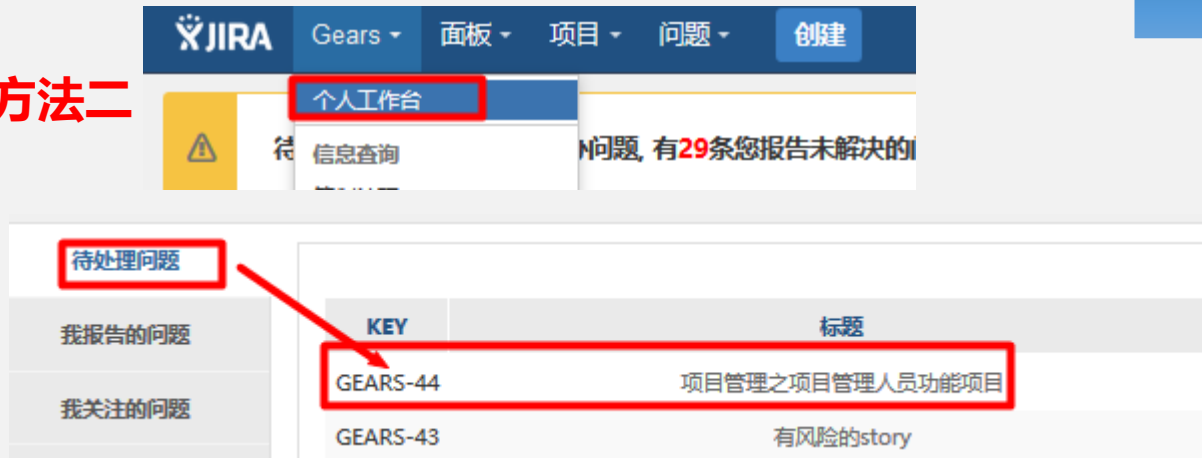 JIRA Gears 面板 项目 问题 创建
方法二
个人工作台
待 问题, 有29条您报告未解决的
信息查询
待处理问题
我报告的问题
我关注的问题
KEY 标题
GEARS-44 项目管理之项目管理人员功能项目
GEARS-43 有风险的story